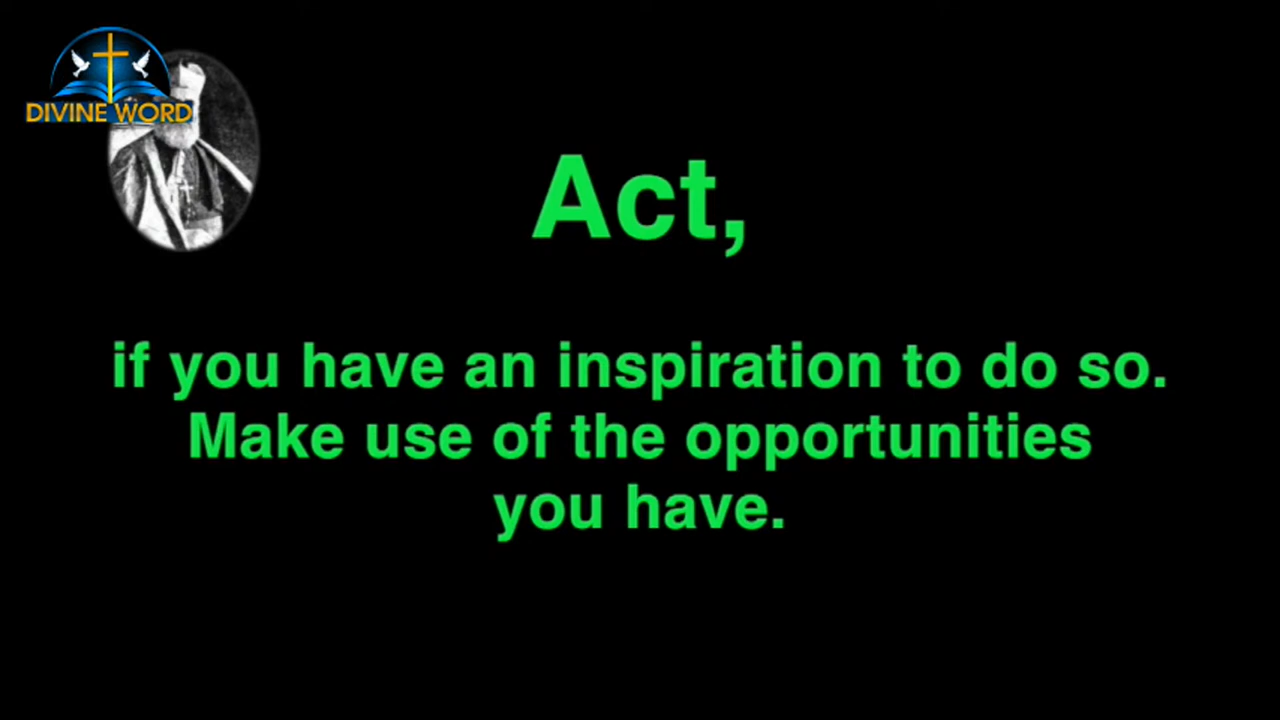 DIVINE WORD
Act,
if you have an inspiration to do so.
Make use of the opportunities
you have.